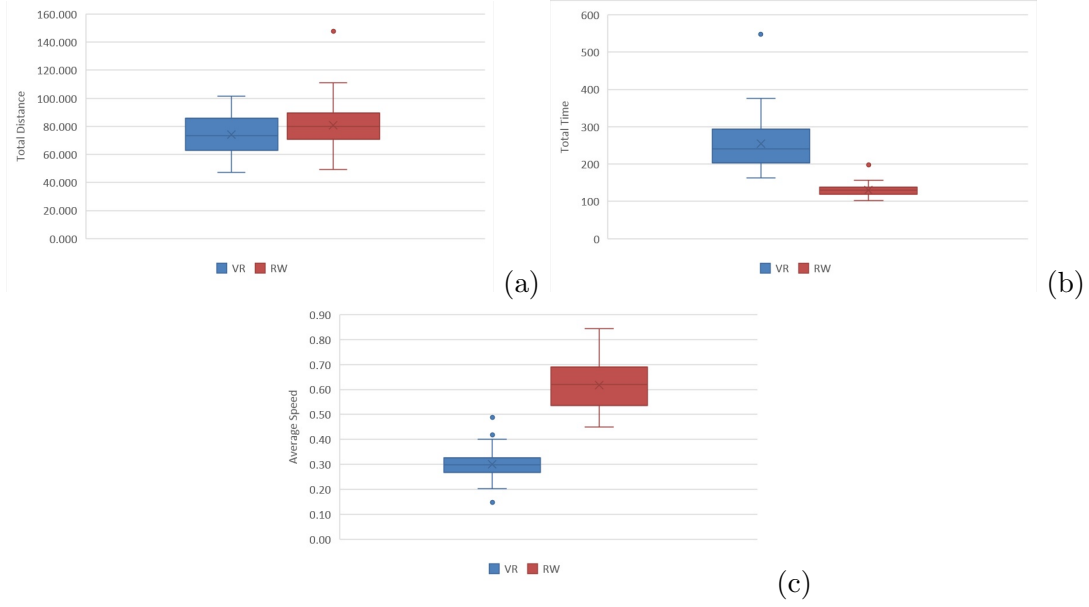 160.000
140.000
120.000
100.000
80.000
60.000
40.000
20.000
0.000
Total Distance
VR RW
(a)
600
500
400
300
200
100
0
Total Time
VR RW
(b)
0.90
0.80
0.70
0.60
0.50
0.40
0.30
0.20
0.10
0.00
Average Speed
VR RW
(c)